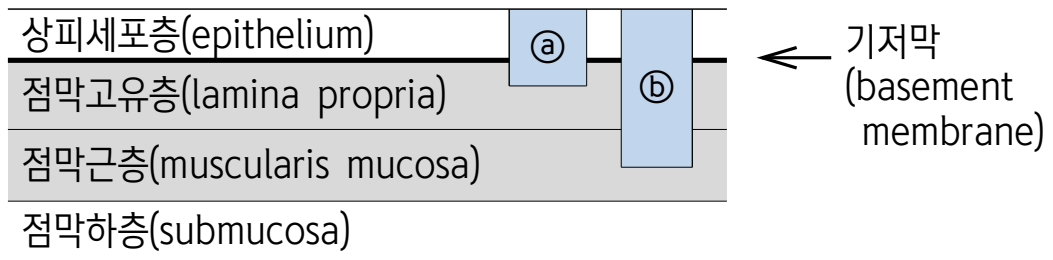 상피세포층(epithelium)
ⓐ
기저막
(basement
membrane)
점막고유층(lamina propria)
ⓑ
점막근층(muscularis mucosa)
점막하층(submucosa)